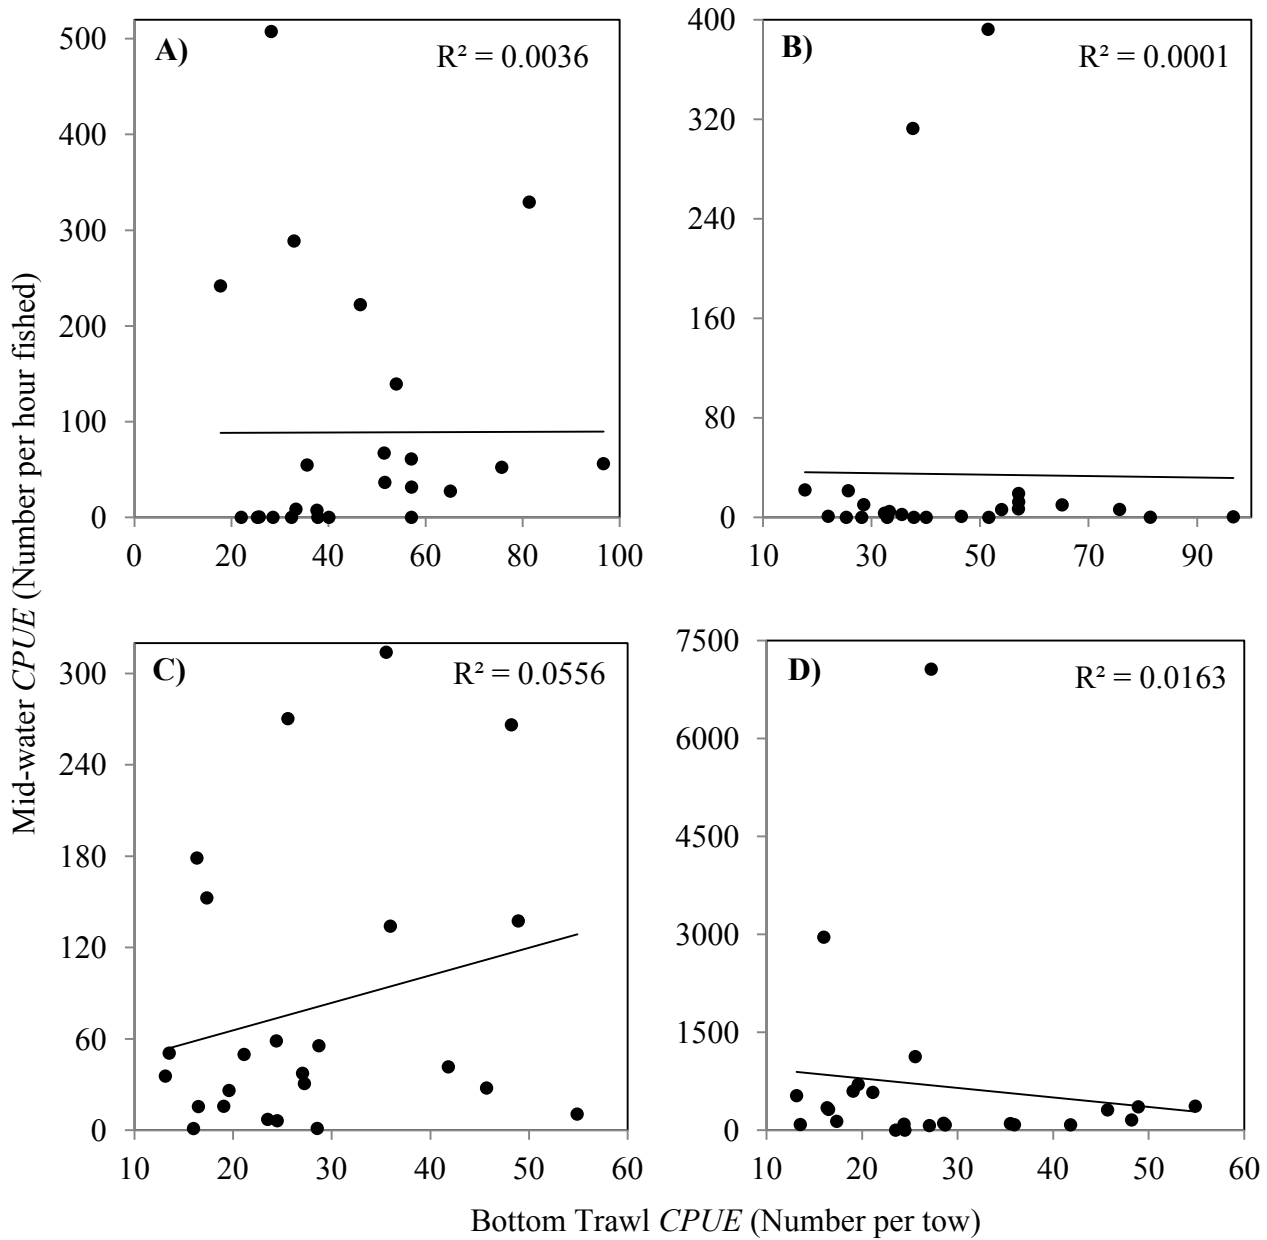 A)
R² = 0.0036
500
400
300
200
100
0
0 20 40 60 80 100
B)
R² = 0.0001
400
320
240
160
80
0
10 30 50 70 90
Mid-water CPUE (Number per hour fished)
C)
R² = 0.0556
300
240
180
120
60
0
10 20 30 40 50 60
D)
R² = 0.0163
7500
6000
4500
3000
1500
0
10 20 30 40 50 60
Bottom Trawl CPUE (Number per tow)